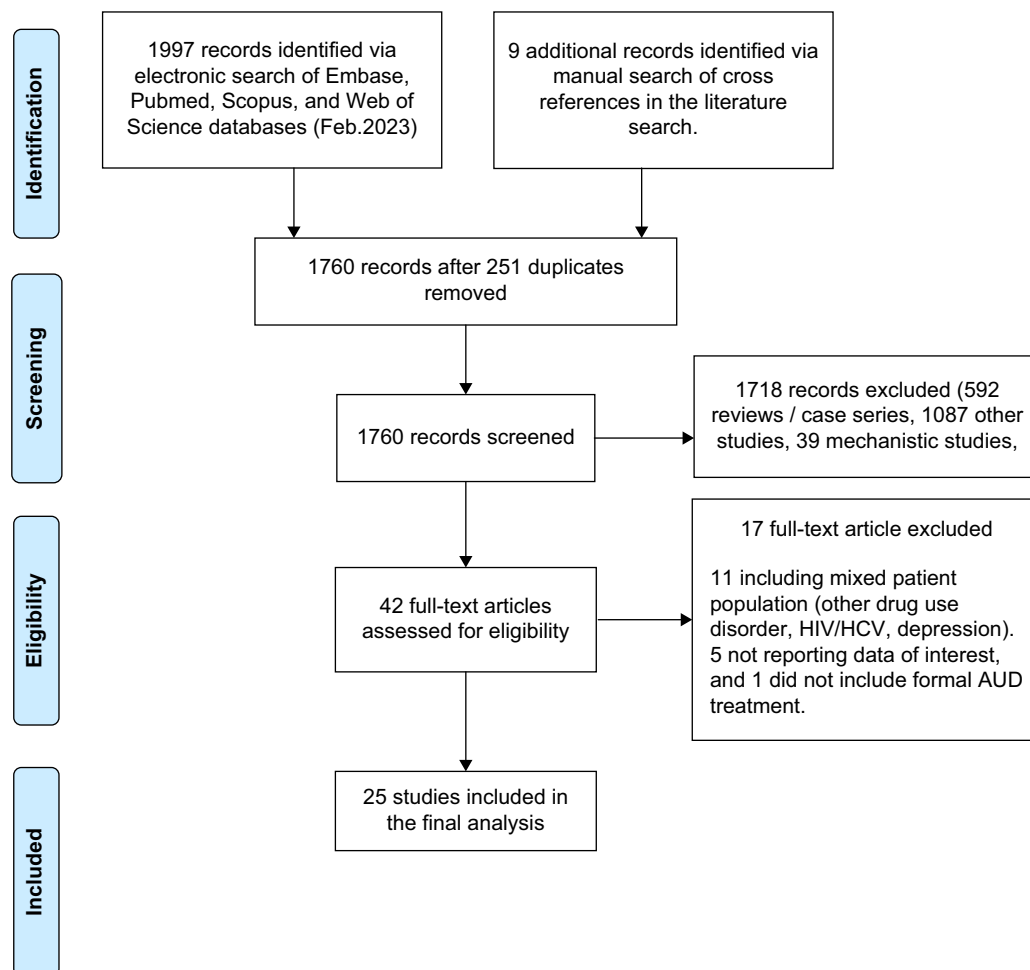 Identification
1997 records identified via
electronic search of Embase,
Pubmed, Scopus, and Web of
Science databases (Feb.2023)
9 additional records identified via
manual search of cross
references in the literature
search.
1760 records after 251 duplicates
removed
Screening
1760 records screened
1718 records excluded (592
reviews / case series, 1087 other
studies, 39 mechanistic studies,
Eligibility
42 full-text articles
assessed for eligibility
17 full-text article excluded
11 including mixed patient
population (other drug use
disorder, HIV/HCV, depression).
5 not reporting data of interest,
and 1 did not include formal AUD
treatment.
Included
25 studies included in
the final analysis